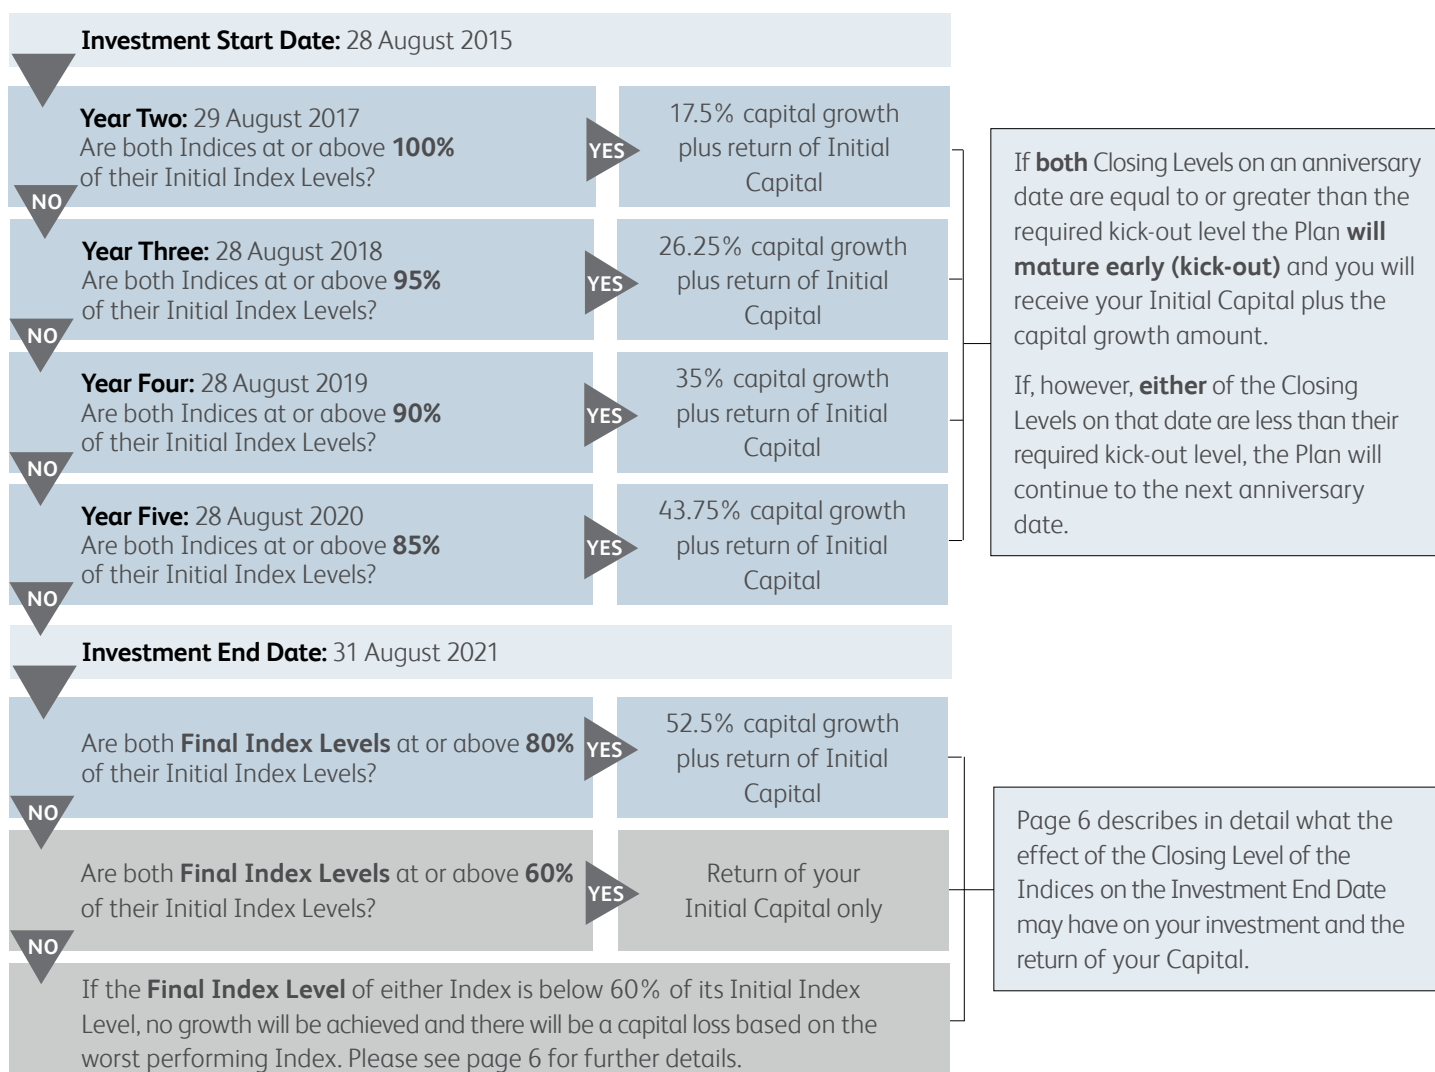 Investment Start Date: 28 August 2015
Year Two: 29 August 2017
Are both Indices at or above 100%
of their Initial Index Levels?
YES
17.5% capital growth
plus return of Initial
Capital
NO
Year Three: 28 August 2018
Are both Indices at or above 95%
of their Initial Index Levels?
YES
26.25% capital growth
plus return of Initial
Capital
NO
Year Four: 28 August 2019
Are both Indices at or above 90%
of their Initial Index Levels?
YES
35% capital growth
plus return of Initial
Capital
NO
Year Five: 28 August 2020
Are both Indices at or above 85%
of their Initial Index Levels?
YES
43.75% capital growth
plus return of Initial
Capital
NO
If both Closing Levels on an anniversary
date are equal to or greater than the
required kick-out level the Plan will
mature early (kick-out) and you will
receive your Initial Capital plus the
capital growth amount.
If, however, either of the Closing
Levels on that date are less than their
required kick-out level, the Plan will
continue to the next anniversary
date.
Investment End Date: 31 August 2021
Are both Final Index Levels at or above 80%
of their Initial Index Levels?
YES
52.5% capital growth
plus return of Initial
Capital
NO
Are both Final Index Levels at or above 60%
of their Initial Index Levels?
YES
Return of your
Initial Capital only
NO
If the Final Index Level of either Index is below 60% of its Initial Index
Level, no growth will be achieved and there will be a capital loss based on the
worst performing Index. Please see page 6 for further details.
Page 6 describes in detail what the
effect of the Closing Level of the
Indices on the Investment End Date
may have on your investment and the
return of your Capital.